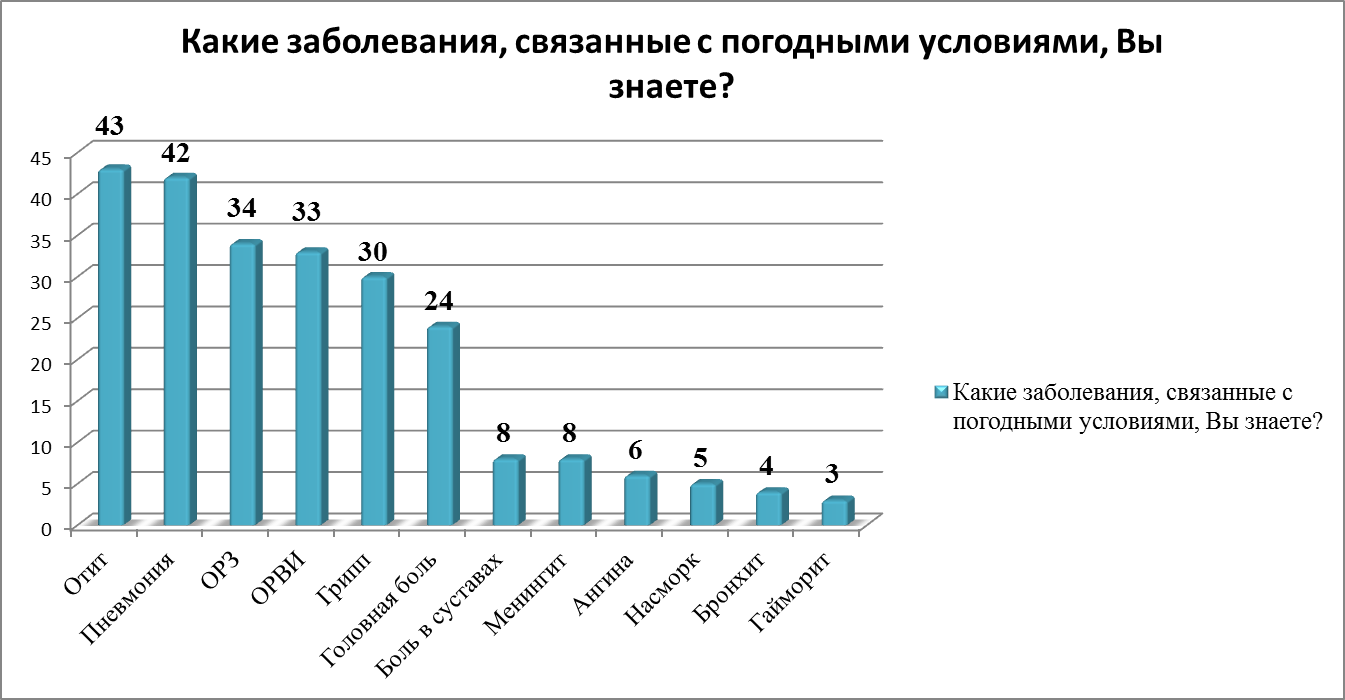 Какие заболевания, связанные с погодными условиями, Вы
знаете?
43
42
34
33
30
24
8
8
6
5
4
3
45
40
35
30
25
20
15
10
5
0
Отит
Пневмония
ОРЗ
ОРВИ
Грипп
Головная боль
Боль в суставах
Менингит
Ангина
Насморк
Бронхит
Гайморит
Какие заболевания, связанные с
погодными условиями, Вы знаете?